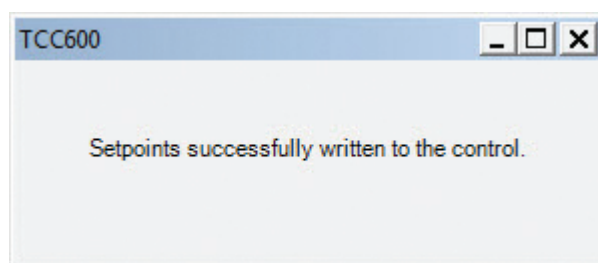 TCC600
Setpoints successfully written to the control.